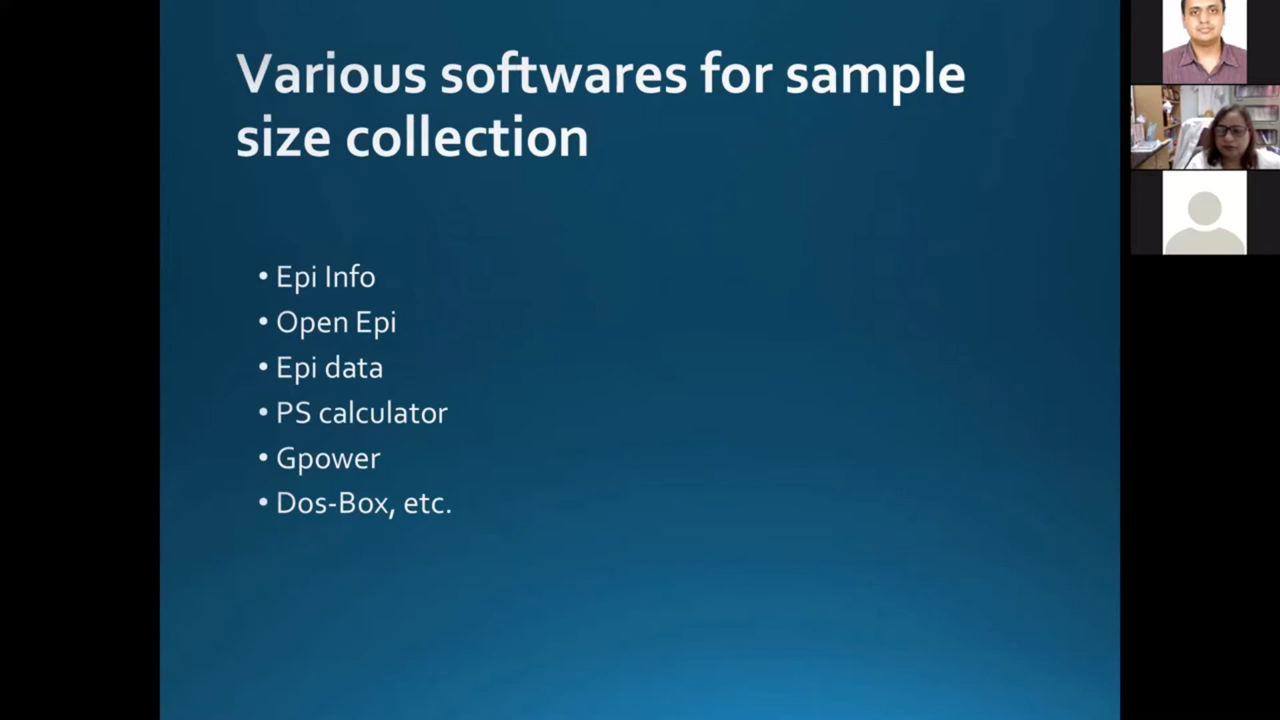 Various softwares for sample
size collection
• Epi Info
• Open Epi
• Epi data
• PS calculator
• Gpower
• Dos-Box, etc.